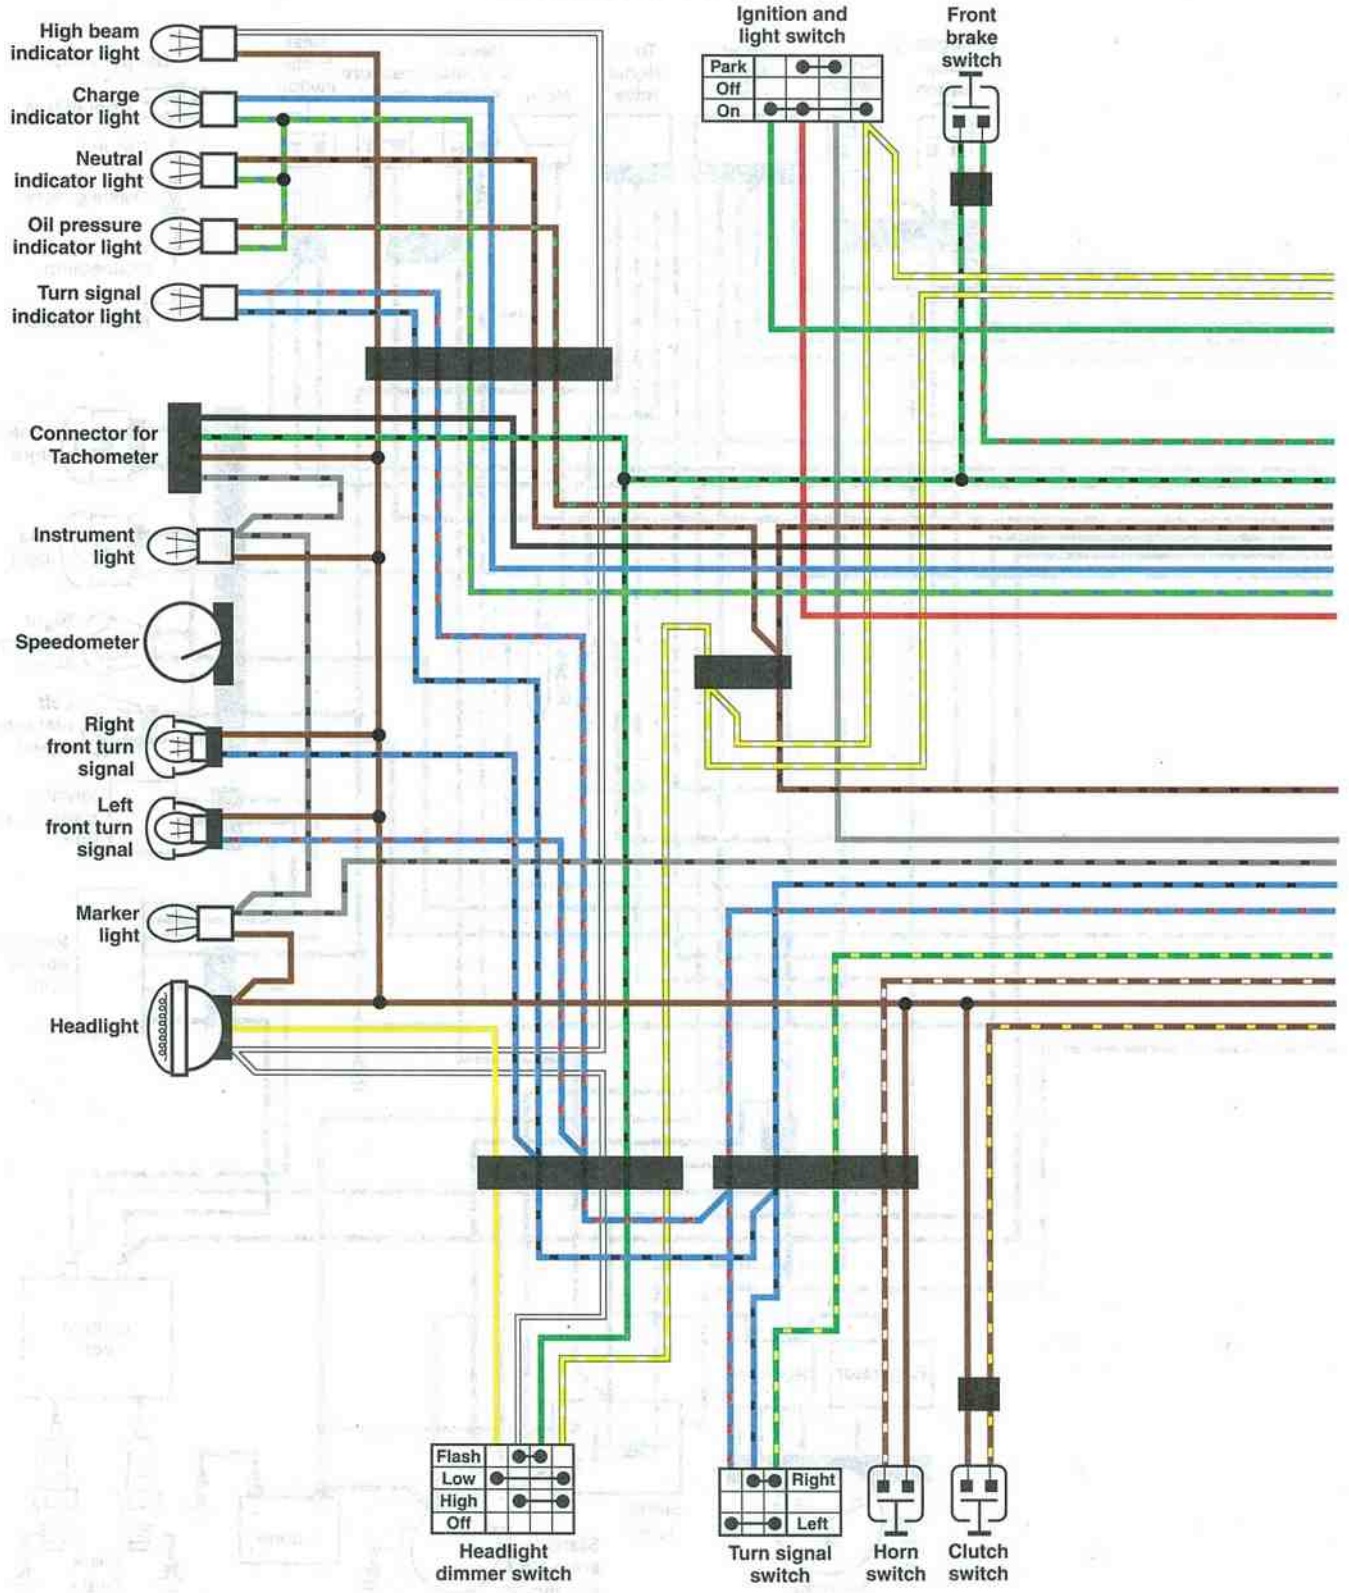 High beam
indicator light
Charge
indicator light
Neutral
indicator light
Oil pressure
indicator light
Turn signal
indicator light
Connector for
Tachometer
Instrument
light
Speedometer
Right
front turn
signal
Left
front turn
signal
Marker
light
Headlight
Ignition and
light switch
Park
Off
On
Front
brake
switch
Flash
Low
High
Off
Headlight
dimmer switch
Right
Left
Turn signal
switch
Horn
switch
Clutch
switch